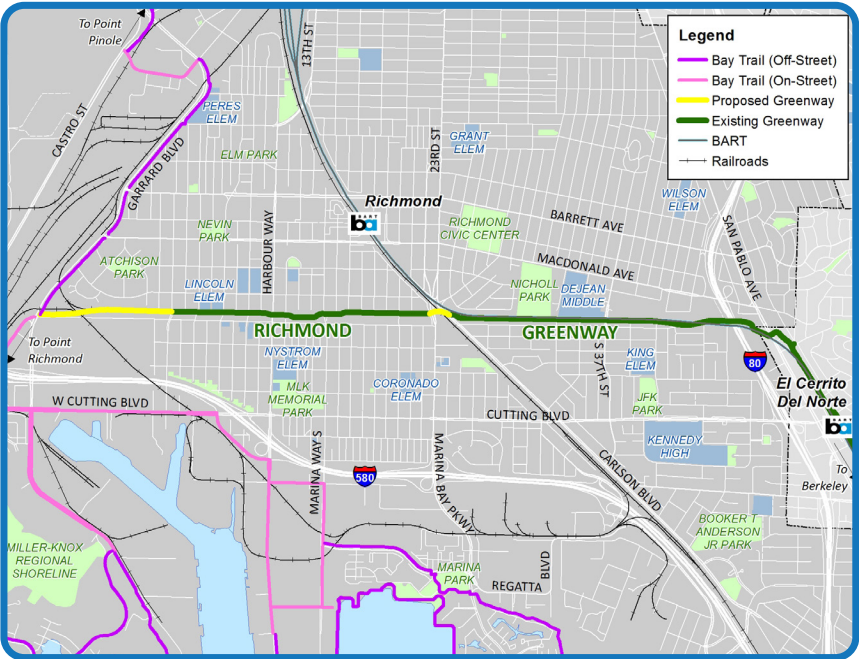 To Point
Pinole
13TH ST
Legend
Bay Trail (Off-Street)
Bay Trail (On-Street)
Proposed Greenway
Existing Greenway
BART
Railroads
CASTRO ST
PERES
ELEM
23RD ST
GRANT
ELEM
ELM PARK
GARRARD BLVD
WILSON
ELEM
Richmond
BART
ba
NEVIN
PARK
HARBOUR WAY
RICHMOND
CIVIC CENTER
BARRETT AVE
SAN PABLO AVE
ATCHISON
PARK
MACDONALD AVE
LINCOLN
ELEM
NICHOLL
PARK
DEJEAN
MIDDLE
RICHMOND
GREENWAY
To Point
Richmond
NYSTROM
ELEM
S 37TH ST
KING
ELEM
80
MLK
MEMORIAL
PARK
CORONADO
ELEM
El Cerrito
Del Norte
JFK
PARK
W CUTTING BLVD
CUTTING BLVD
BART
ba
MARINA WAY S
MARINA BAY PKWY
KENNEDY
HIGH
CARLSON BLVD
580
To
Berkeley
BOOKER T
ANDERSON
JR PARK
MILLER-KNOX
REGIONAL
SHORELINE
MARINA
PARK
REGATTA
BLVD